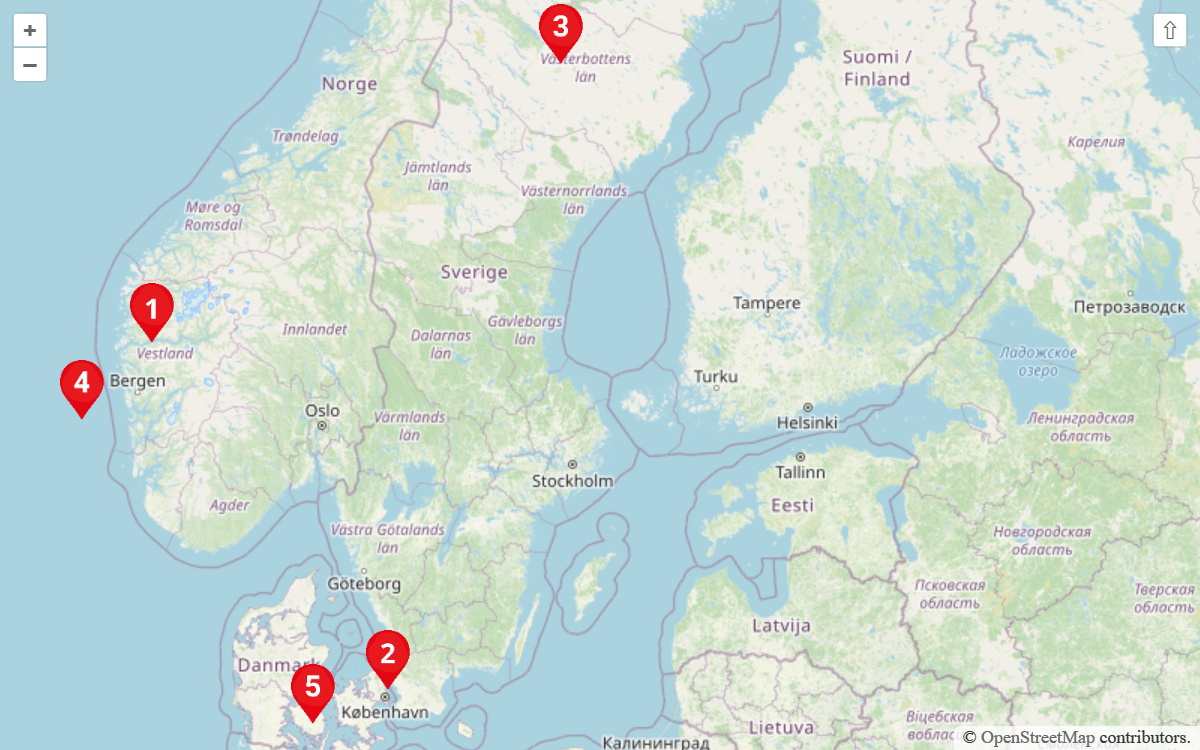 +
−
⇧
3
Västerbottens
län
Suomi /
Finland
Norge
Trøndelag
Карелия
Jämtlands
län
Västernorrlands
län
Møre og
Romsdal
Sverige
1
Tampere
Петрозаводск
Innlandet
Gävleborgs
län
Dalarnas
län
Vestland
Ладожское
озеро
4
Bergen
Turku
Oslo
Värmlands
län
Helsinki
Ленинградская
область
Stockholm
Tallinn
Agder
Eesti
Västra Götalands
län
Новгородская
область
Göteborg
Псковская
область
Тверская
область
Latvija
2
Danmark
5
København
Lietuva
Віцебская
Калининград
© OpenStreetMap contributors.